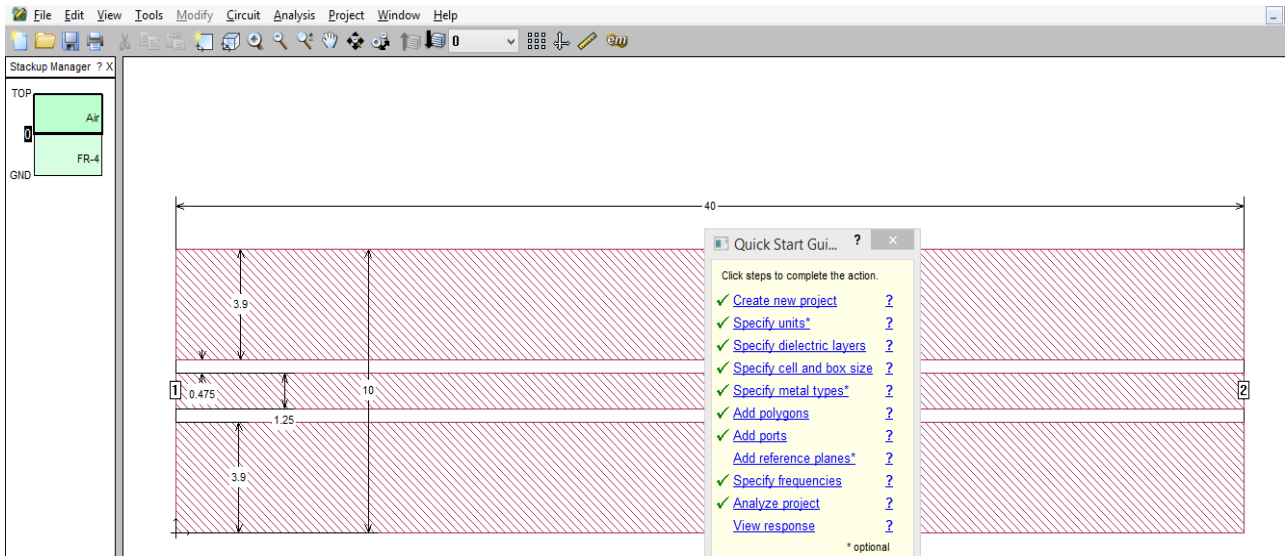 File Edit View Tools Modify Circuit Analysis Project Window Help
0
Stackup Manager ? X
TOP
Air
0
FR-4
GND
40
Quick Start Gui... ?
Click steps to complete the action.
Create new project ?
Specify units* ?
Specify dielectric layers ?
Specify cell and box size ?
Specify metal types* ?
Add polygons ?
Add ports ?
Add reference planes* ?
Specify frequencies ?
Analyze project ?
View response ?
* optional
3.9
1
0.475
10
2
1.25
3.9
em